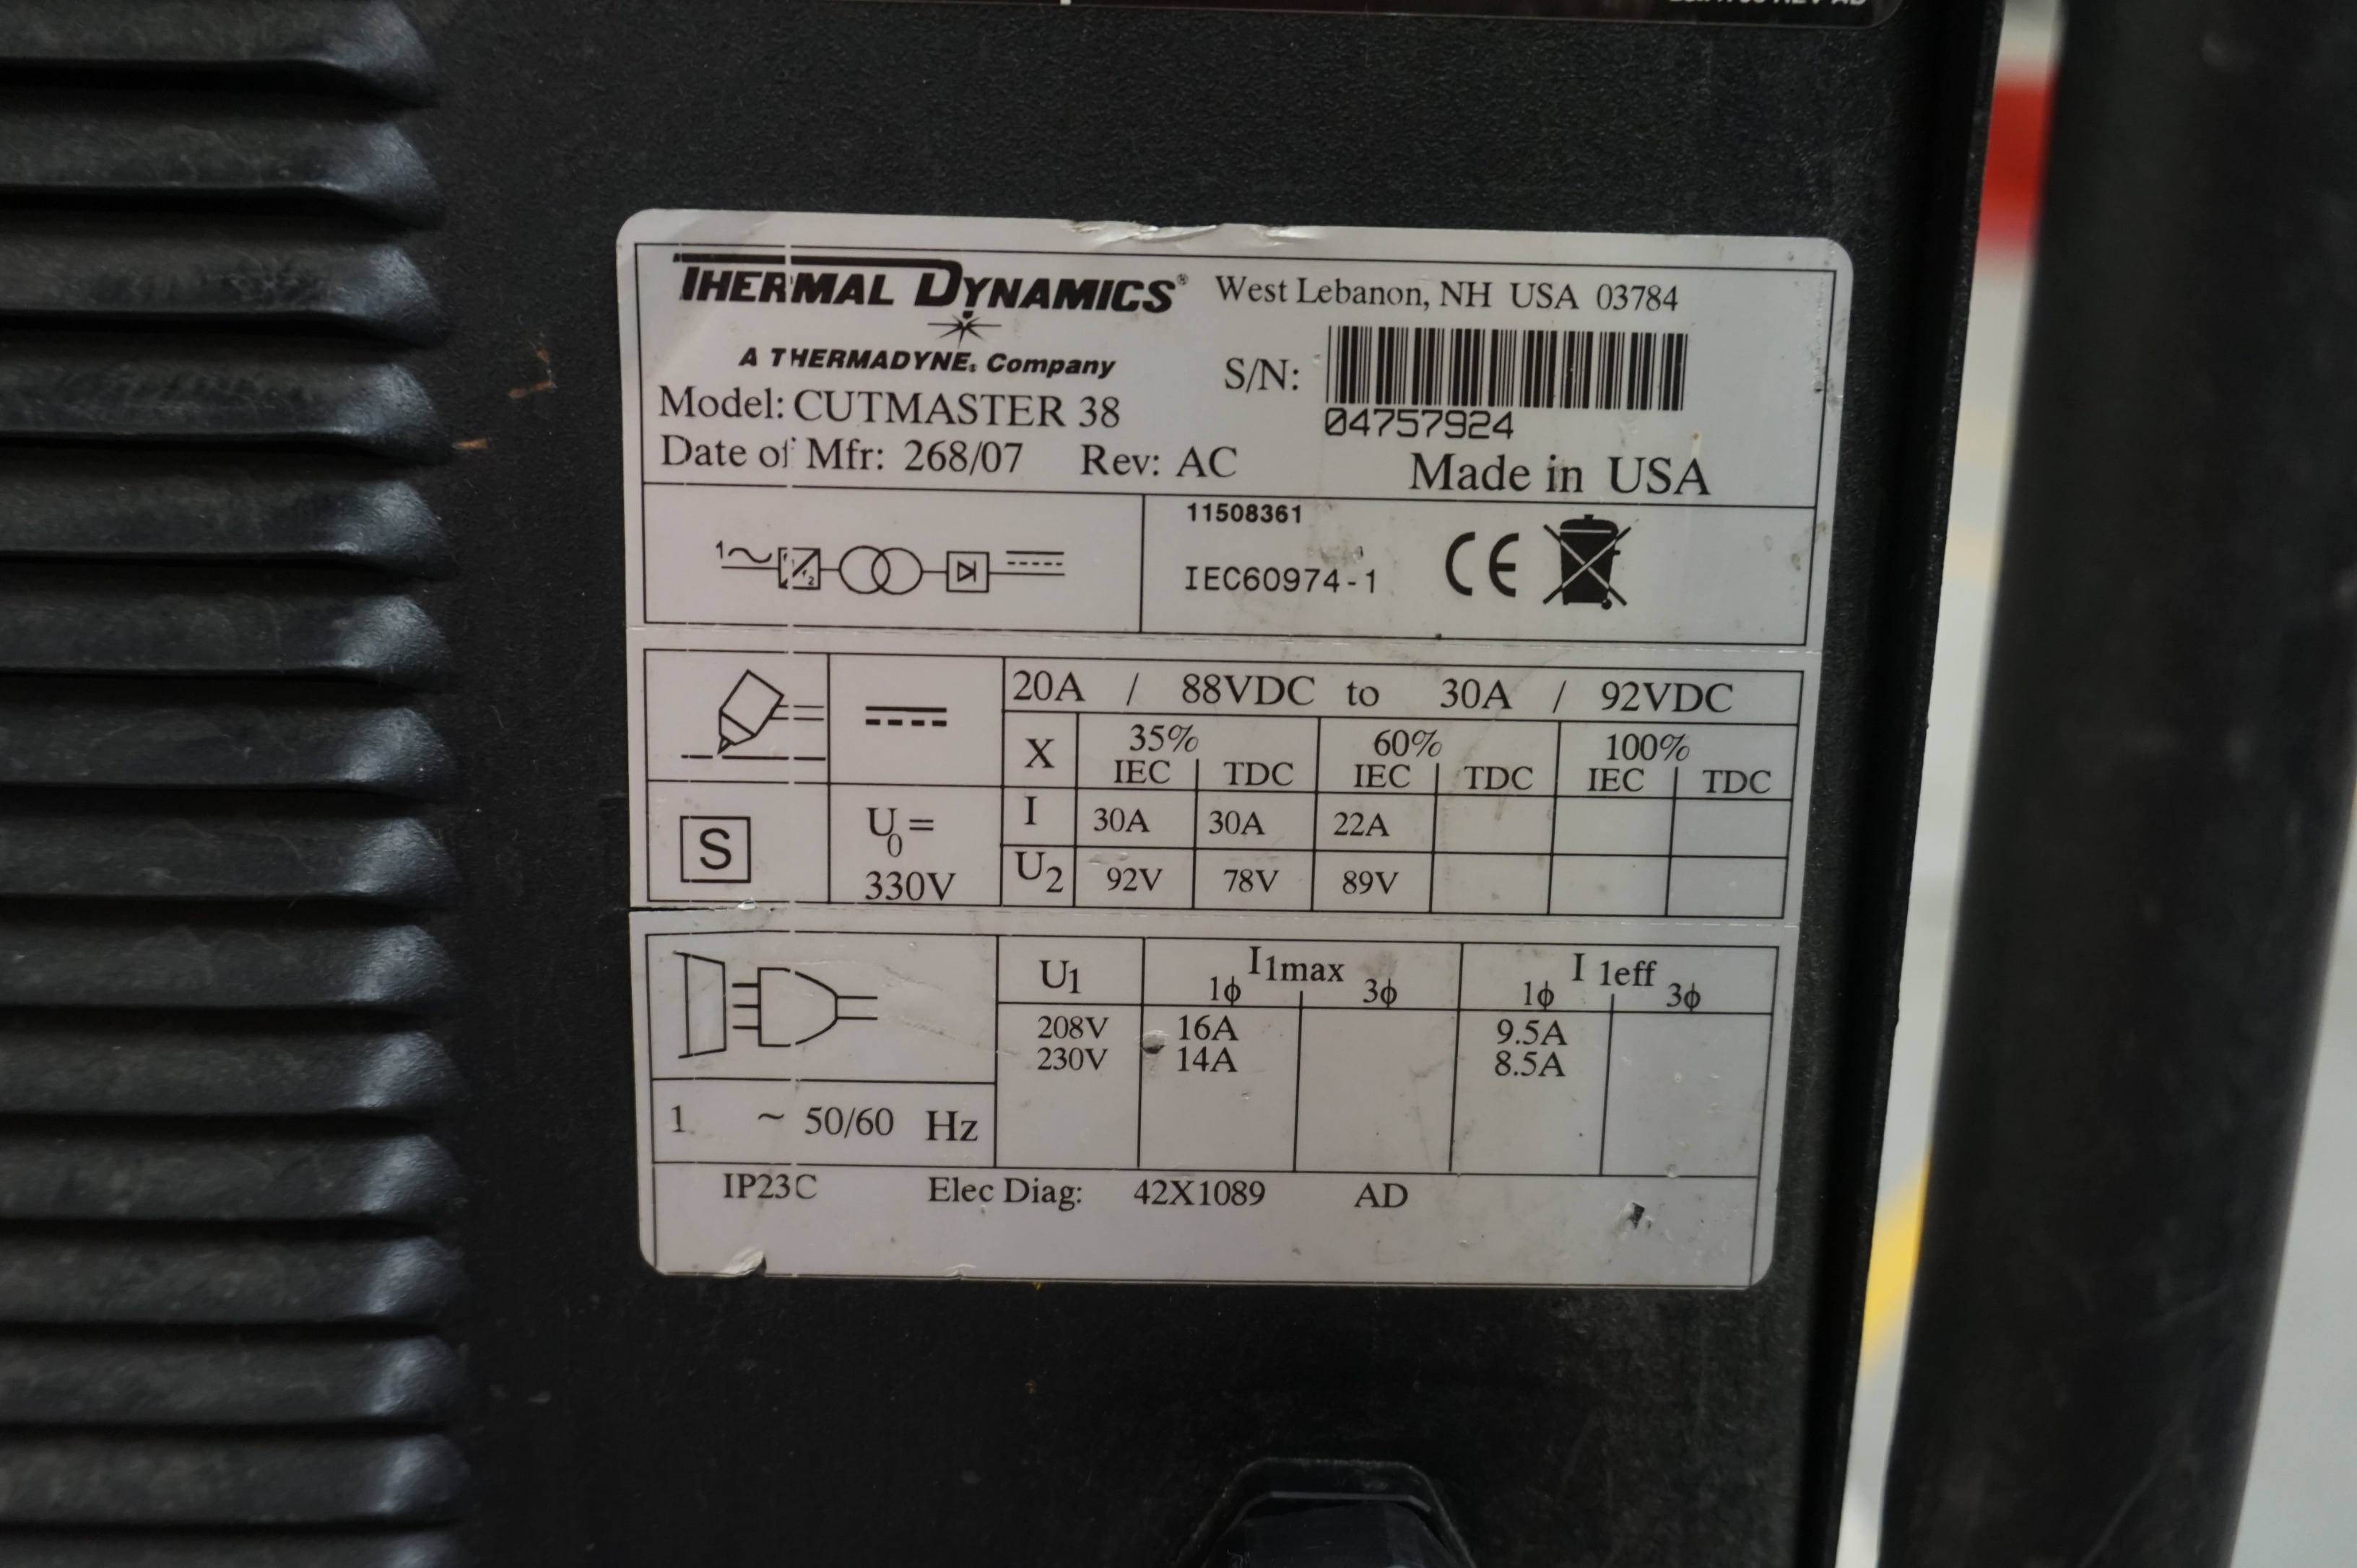 THERMAL DYNAMICS® West Lebanon, NH USA 03784
A THERMADYNE® Company
S/N:
04757924
Model: CUTMASTER 38
Date of Mfr: 268/07 Rev: AC
Made in USA
1~
11508361
IEC60974-1 CE
20A / 88VDC to 30A / 92VDC
X 35% 60% 100%
IEC TDC IEC TDC IEC TDC
S U0= 330V
I 30A 30A 22A
U2 92V 78V 89V
U1 I1max I 1eff
1ϕ 3ϕ 1ϕ 3ϕ
208V 16A 9.5A
230V 14A 8.5A
1 ~ 50/60 Hz
IP23C Elec Diag: 42X1089 AD